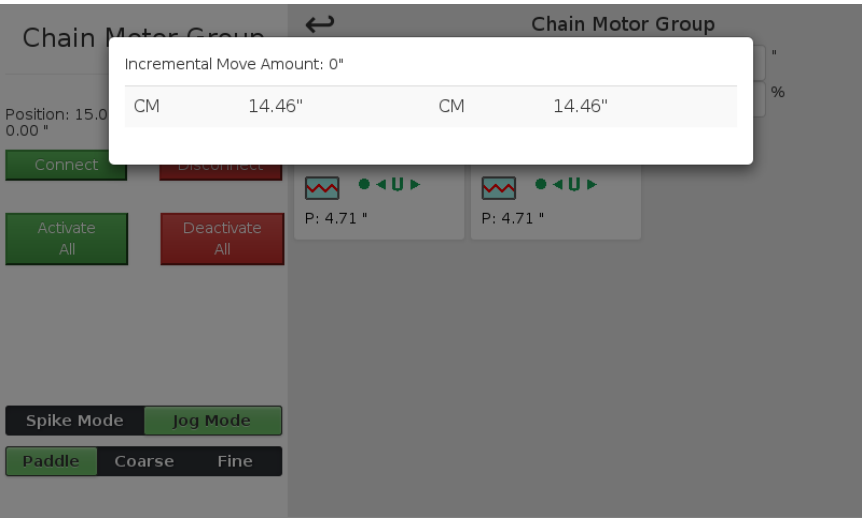 Chain Motor Group
Chain Motor Group
"
%
Incremental Move Amount: 0"
CM 14.46" CM 14.46"
Position: 15.0
0.00 "
Connect Disconnect
U U
P: 4.71 " P: 4.71 "
Activate
All
Deactivate
All
Spike Mode Jog Mode
Paddle Coarse Fine